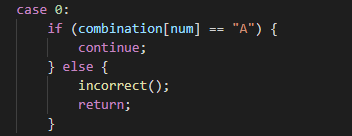 case 0:
    if (combination[num] == "A") {
        continue;
    } else {
        incorrect();
        return;
    }